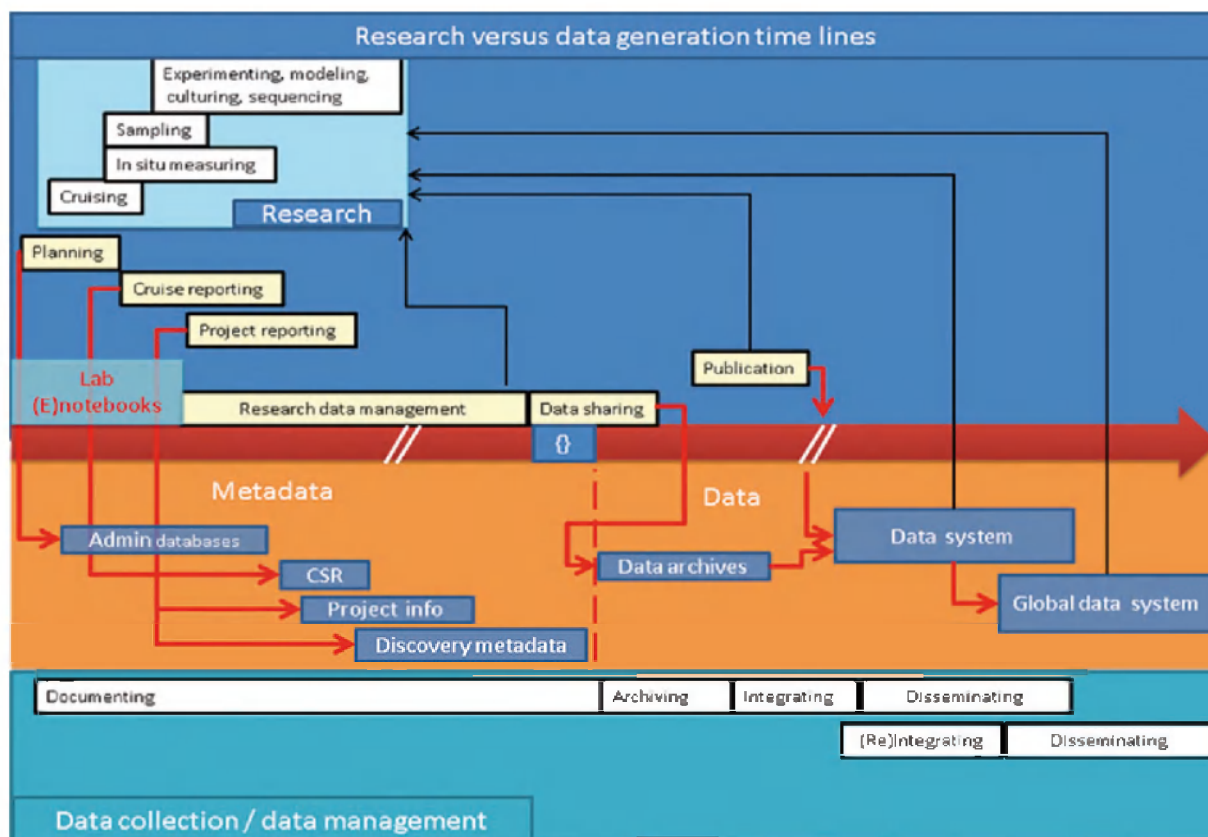 Research versus data generation time lines
Experimenting, modeling,
culturing, sequencing
Sampling
In situ measuring
Cruising
Research
Planning
Cruise reporting
Project reporting
Lab
(E)notebooks
Publication
Research data management
Data sharing
{}
Metadata
Data
Admin databases
Data system
CSR
Data archives
Project info
Global data system
Discovery metadata
Documenting
Archiving
Integrating
Disseminating
(Re)Integrating
Disseminating
Data collection / data management